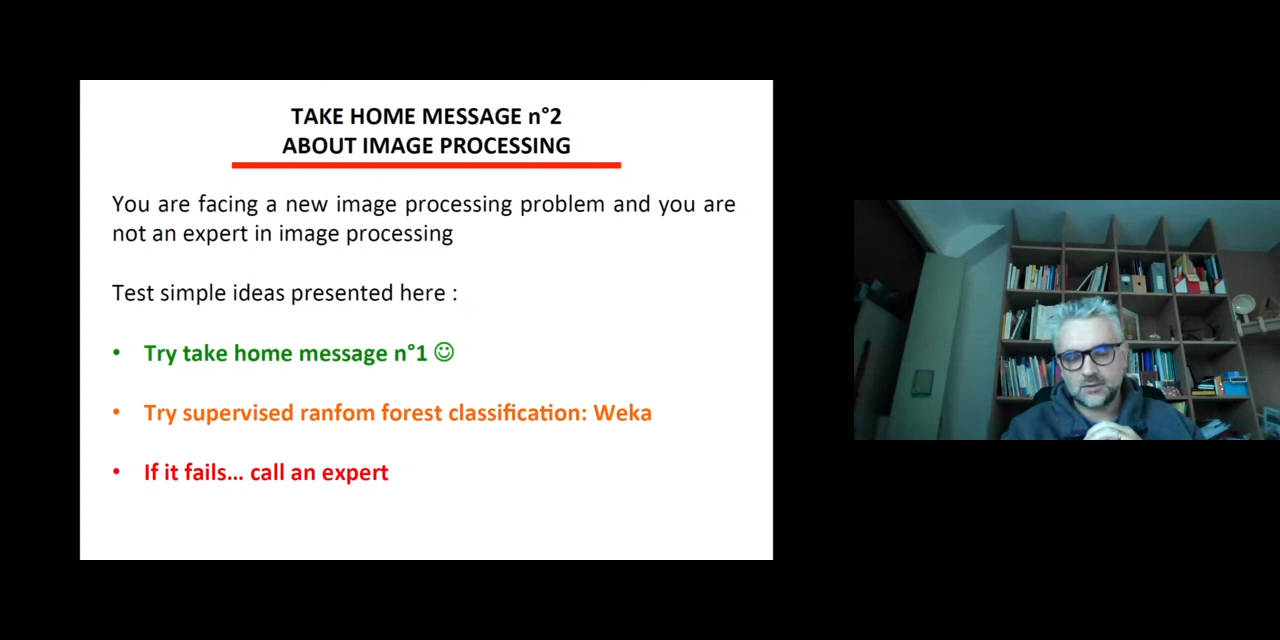 TAKE HOME MESSAGE n°2
ABOUT IMAGE PROCESSING
You are facing a new image processing problem and you are
not an expert in image processing
Test simple ideas presented here :
• Try take home message n°1 ☺
• Try supervised ranfom forest classification: Weka
• If it fails... call an expert